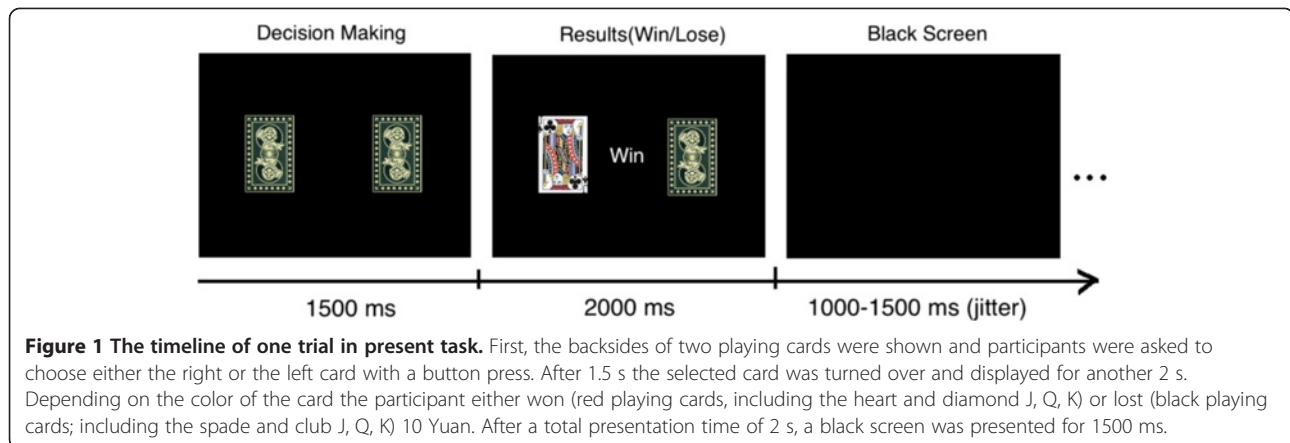 Decision Making
Results(Win/Lose)
Black Screen
Win
...
1500 ms
2000 ms
1000-1500 ms (jitter)
Figure 1 The timeline of one trial in present task. First, the backsides of two playing cards were shown and participants were asked to
choose either the right or the left card with a button press. After 1.5 s the selected card was turned over and displayed for another 2 s.
Depending on the color of the card the participant either won (red playing cards, including the heart and diamond J, Q, K) or lost (black playing
cards; including the spade and club J, Q, K) 10 Yuan. After a total presentation time of 2 s, a black screen was presented for 1500 ms.